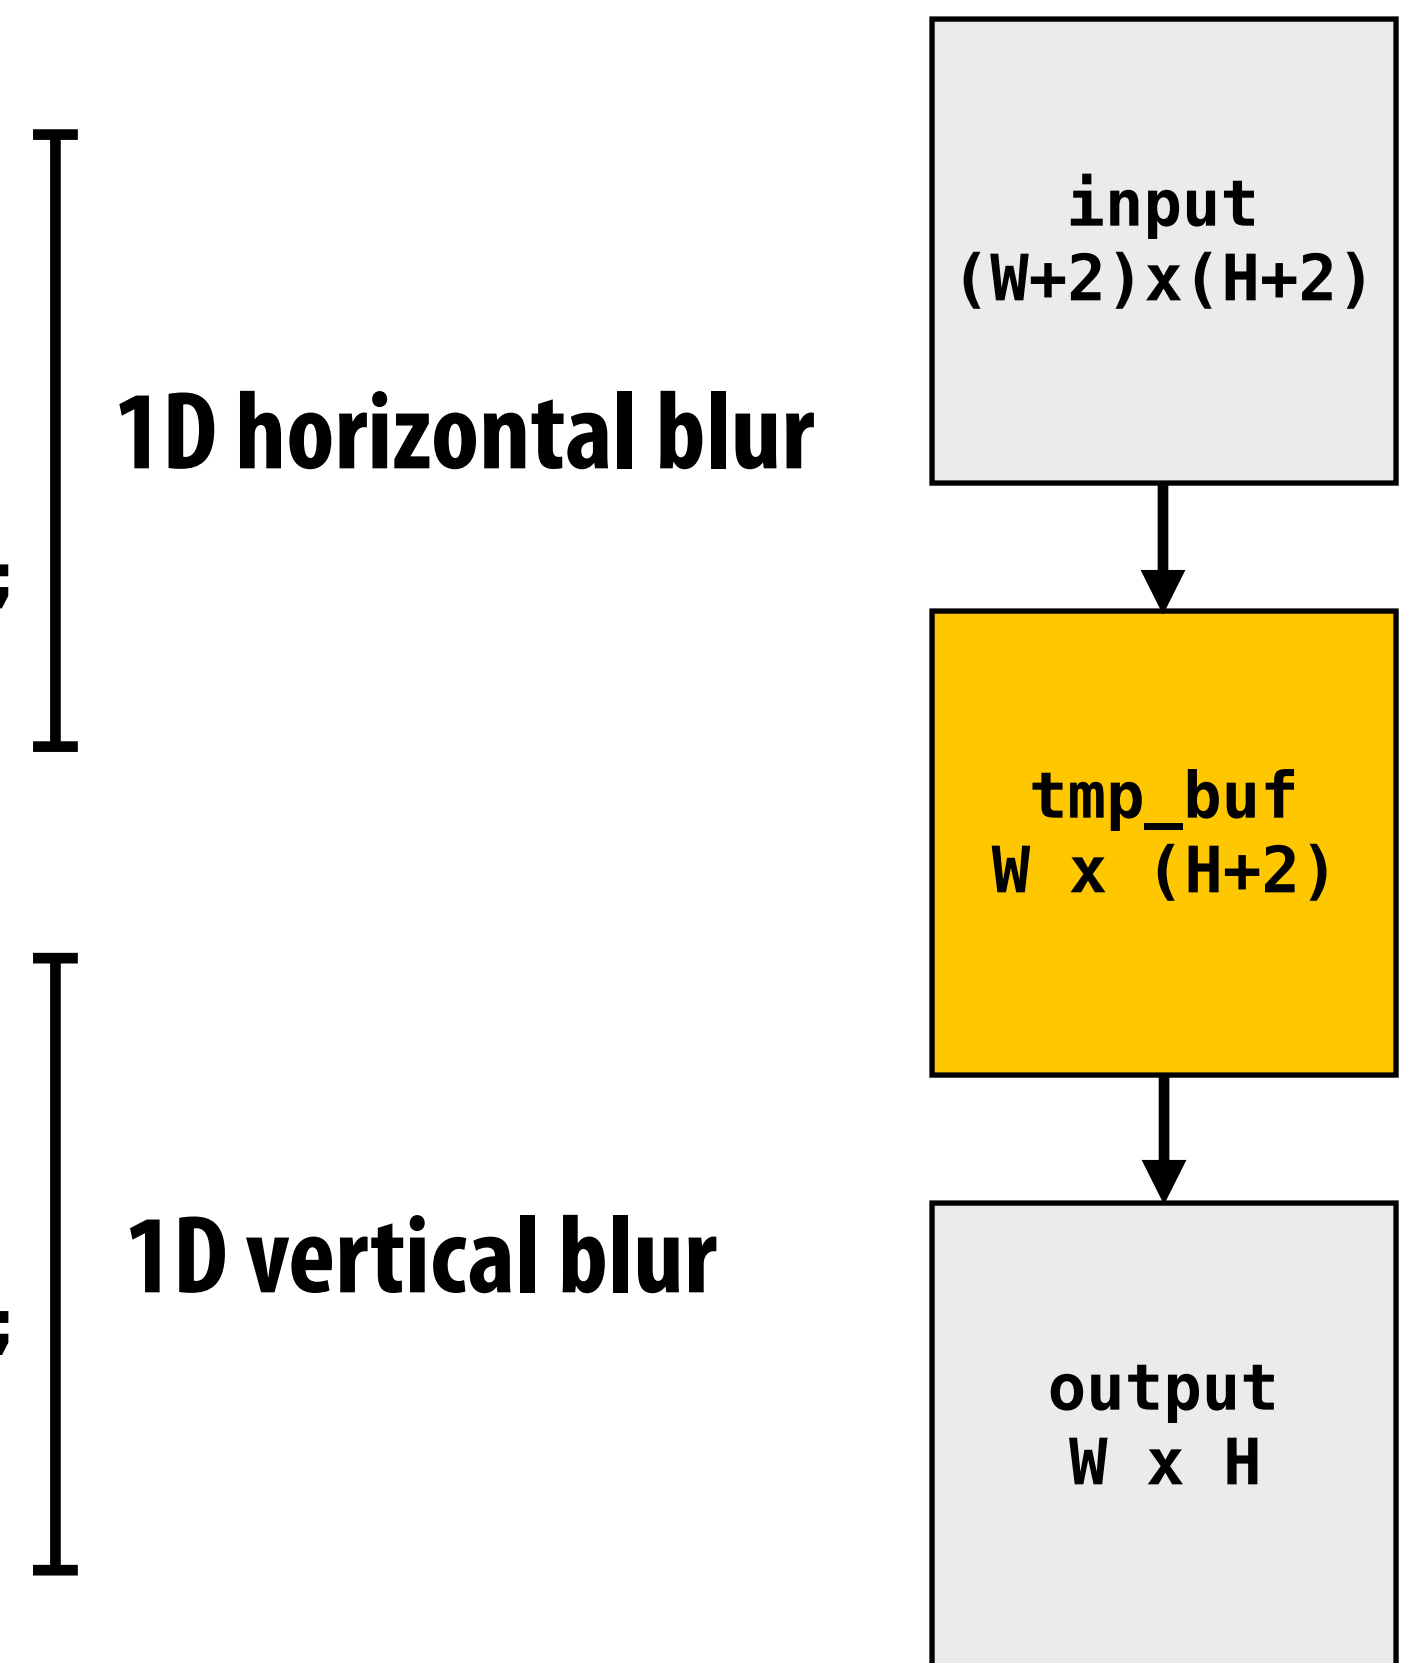 input
(W+2)x(H+2)
1D horizontal blur
;
tmp_buf
W x (H+2)
1D vertical blur
;
output
W x H